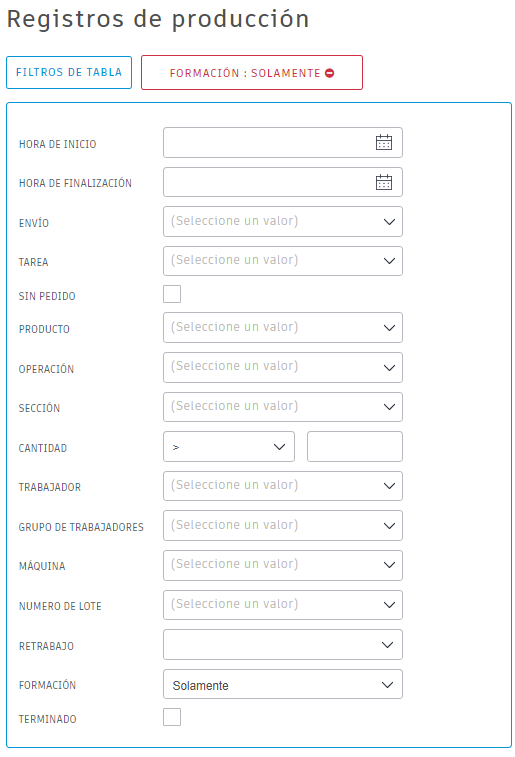 Registros de producción
FILTROS DE TABLA
FORMACIÓN : SOLAMENTE
HORA DE INICIO
HORA DE FINALIZACIÓN
ENVÍO (Seleccione un valor)
TAREA (Seleccione un valor)
SIN PEDIDO
PRODUCTO (Seleccione un valor)
OPERACIÓN (Seleccione un valor)
SECCIÓN (Seleccione un valor)
CANTIDAD >
TRABAJADOR (Seleccione un valor)
GRUPO DE TRABAJADORES (Seleccione un valor)
MÁQUINA (Seleccione un valor)
NUMERO DE LOTE (Seleccione un valor)
RETRABAJO
FORMACIÓN Solamente
TERMINADO